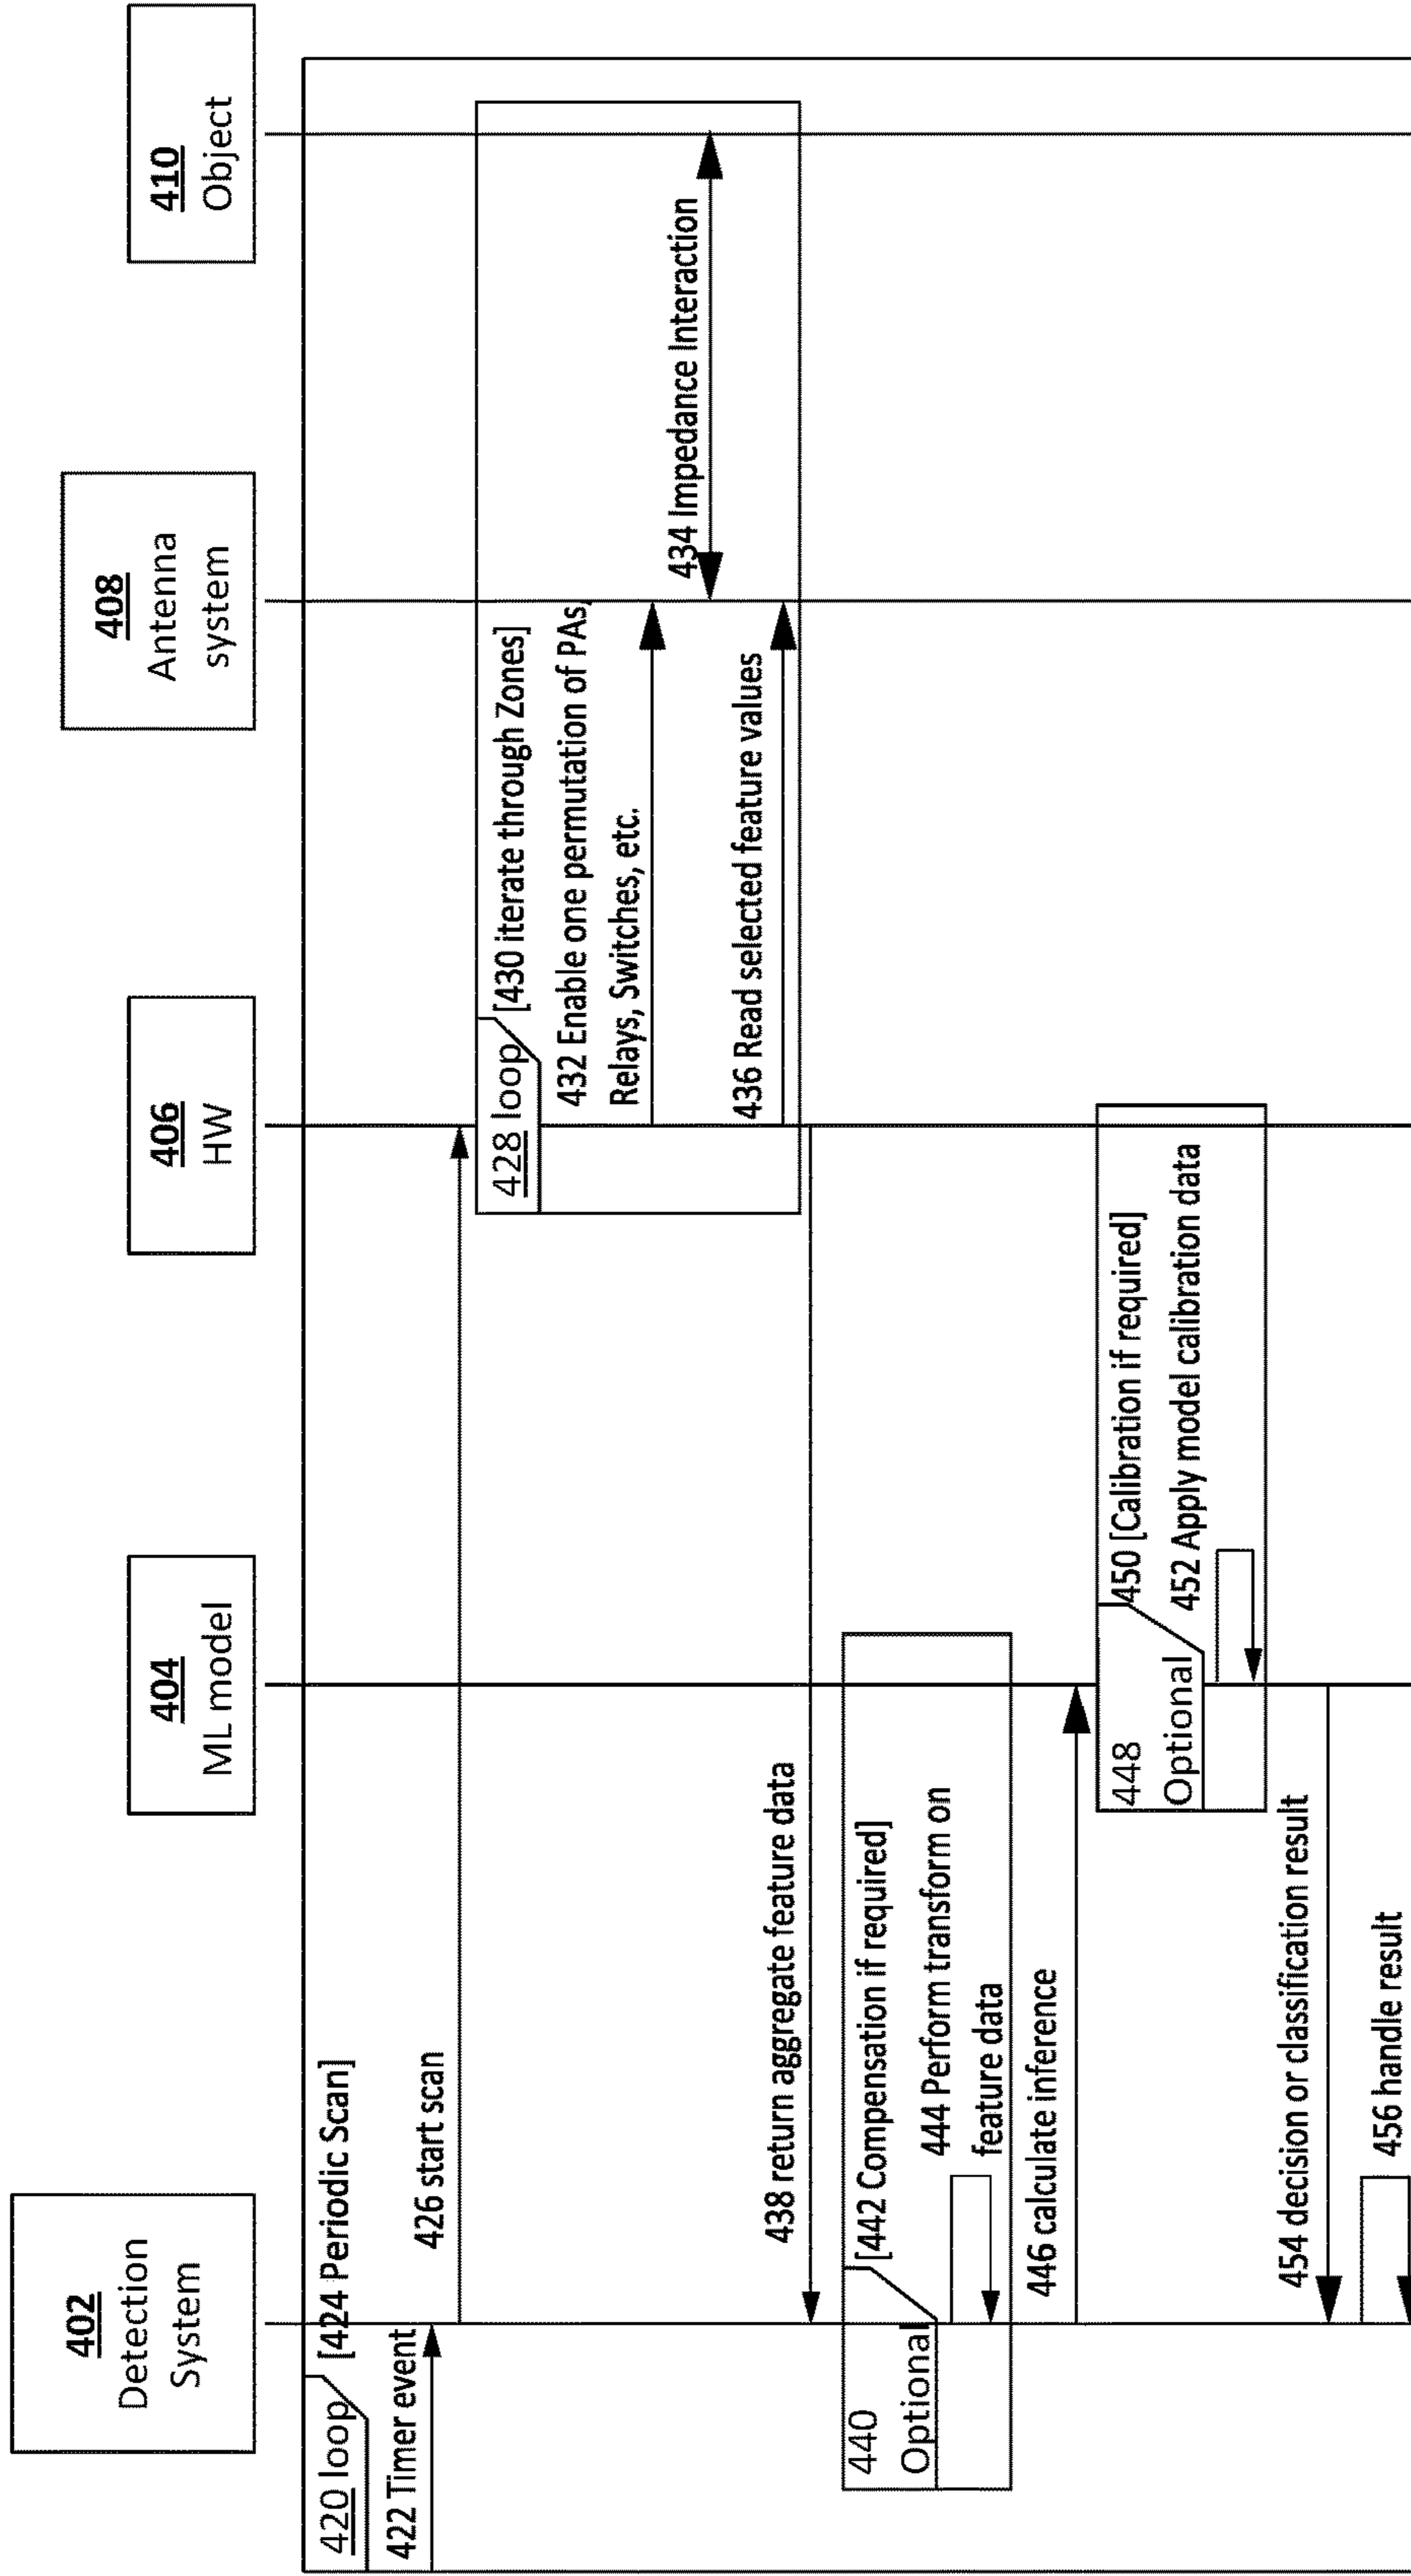 402
Detection
System
404
ML model
406
HW
408
Antenna
system
410
Object
420 loop
[424 Periodic Scan]
422 Timer event
426 start scan
428 loop
[430 iterate through Zones]
432 Enable one permutation of PAs,
Relays, Switches, etc.
434 Impedance Interaction
436 Read selected feature values
438 return aggregate feature data
440
Optional
[442 Compensation if required]
444 Perform transform on
feature data
446 calculate inference
448
Optional
450 [Calibration if required]
452 Apply model calibration data
454 decision or classification result
456 handle result